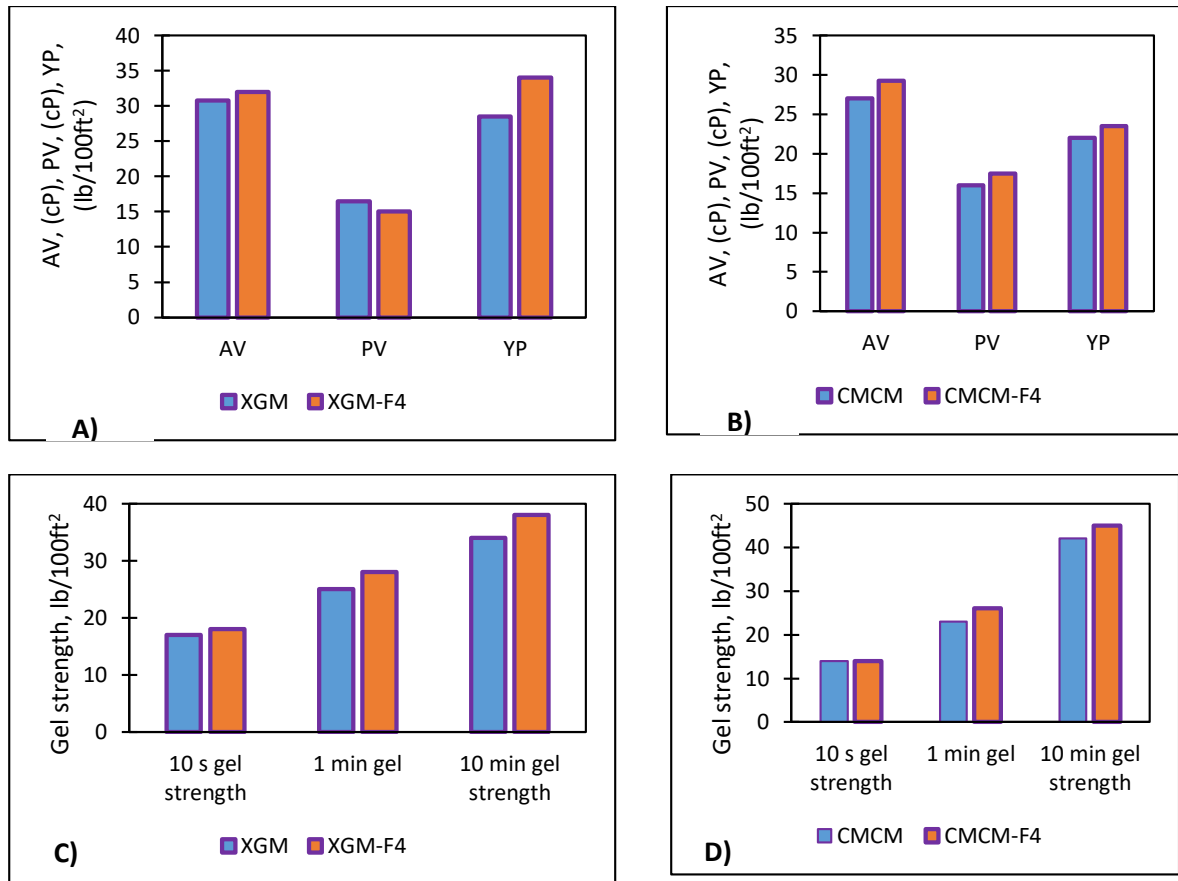 AV, (cP), PV, (cP), YP,
(lb/100ft²)
40
35
30
25
20
15
10
5
0
AV PV YP
XGM XGM-F4
A)
AV, (cP), PV, (cP), YP,
(lb/100ft²)
35
30
25
20
15
10
5
0
AV PV YP
CMCM CMCM-F4
B)
Gel strength, lb/100ft²
40
30
20
10
0
10 s gel 1 min gel 10 min gel
strength strength
XGM XGM-F4
C)
Gel strength, lb/100ft²
50
40
30
20
10
0
10 s gel 1 min gel 10 min gel
strength strength
CMCM CMCM-F4
D)